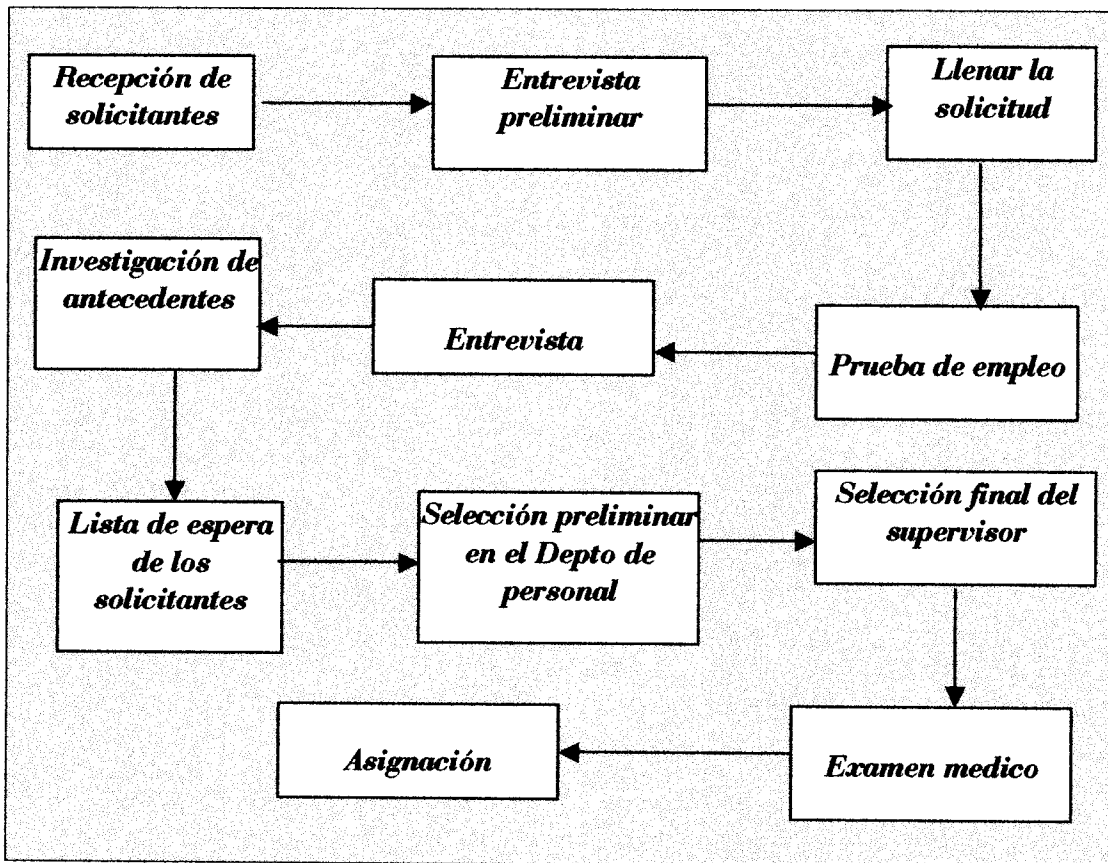 Recepción de
solicitantes
Entrevista
preliminar
Llenar la
solicitud
Prueba de empleo
Entrevista
Investigación de
antecedentes
Lista de espera
de los
solicitantes
Selección preliminar
en el Depto de
personal
Selección final del
supervisor
Examen medico
Asignación